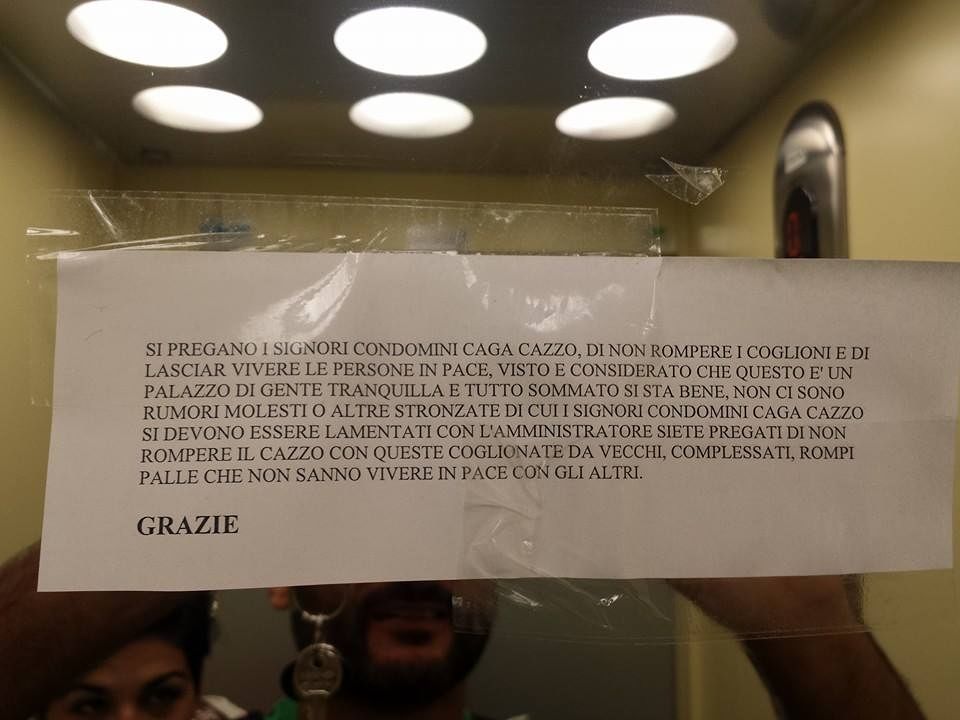 SI PREGANO I SIGNORI CONDOMINI CAGA CAZZO, DI NON ROMPERE I COGLIONI E DI
LASCIAR VIVERE LE PERSONE IN PACE, VISTO E CONSIDERATO CHE QUESTO E' UN
PALAZZO DI GENTE TRANQUILLA E TUTTO SOMMATO SI STA BENE, NON CI SONO
RUMORI MOLESTI O ALTRE STRONZATE DI CUI I SIGNORI CONDOMINI CAGA CAZZO
SI DEVONO ESSERE LAMENTATI CON L'AMMINISTRATORE SIETE PREGATI DI NON
ROMPERE IL CAZZO CON QUESTE COGLIONATE DA VECCHI, COMPLESSATI, ROMPI
PALLE CHE NON SANNO VIVERE IN PACE CON GLI ALTRI.
GRAZIE